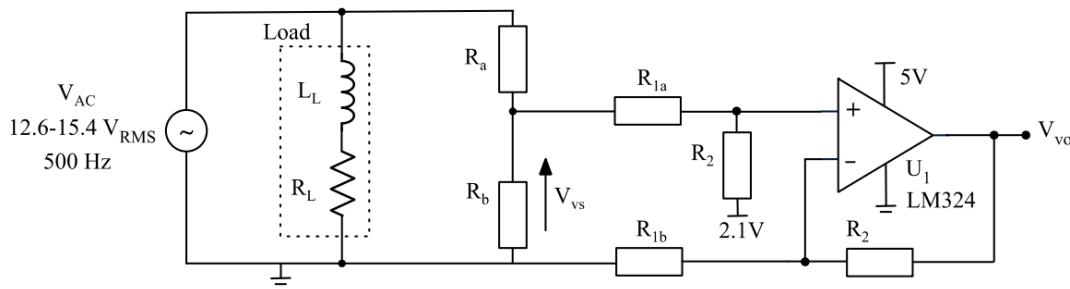 Load
V_AC
12.6-15.4 V_RMS
500 Hz
~
L_L
R_L
R_a
R_b
V_vs
R_1a
R_2
2.1V
R_1b
R_2
+
−
5V
U_1
LM324
V_vo